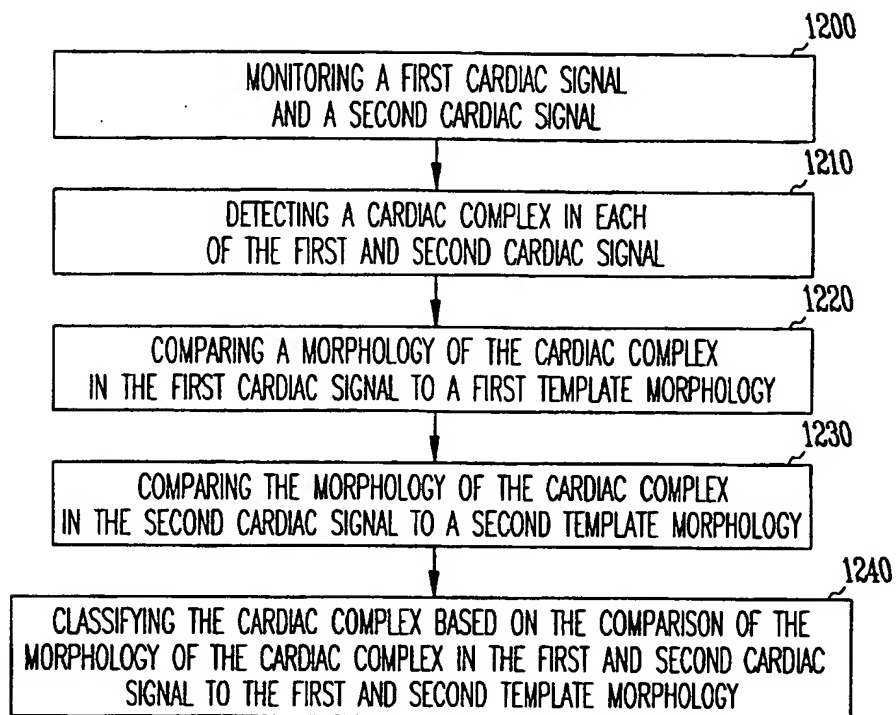 1200
MONITORING A FIRST CARDIAC SIGNAL
AND A SECOND CARDIAC SIGNAL
1210
DETECTING A CARDIAC COMPLEX IN EACH
OF THE FIRST AND SECOND CARDIAC SIGNAL
1220
COMPARING A MORPHOLOGY OF THE CARDIAC COMPLEX
IN THE FIRST CARDIAC SIGNAL TO A FIRST TEMPLATE MORPHOLOGY
1230
COMPARING THE MORPHOLOGY OF THE CARDIAC COMPLEX
IN THE SECOND CARDIAC SIGNAL TO A SECOND TEMPLATE MORPHOLOGY
1240
CLASSIFYING THE CARDIAC COMPLEX BASED ON THE COMPARISON OF THE
MORPHOLOGY OF THE CARDIAC COMPLEX IN THE FIRST AND SECOND CARDIAC
SIGNAL TO THE FIRST AND SECOND TEMPLATE MORPHOLOGY